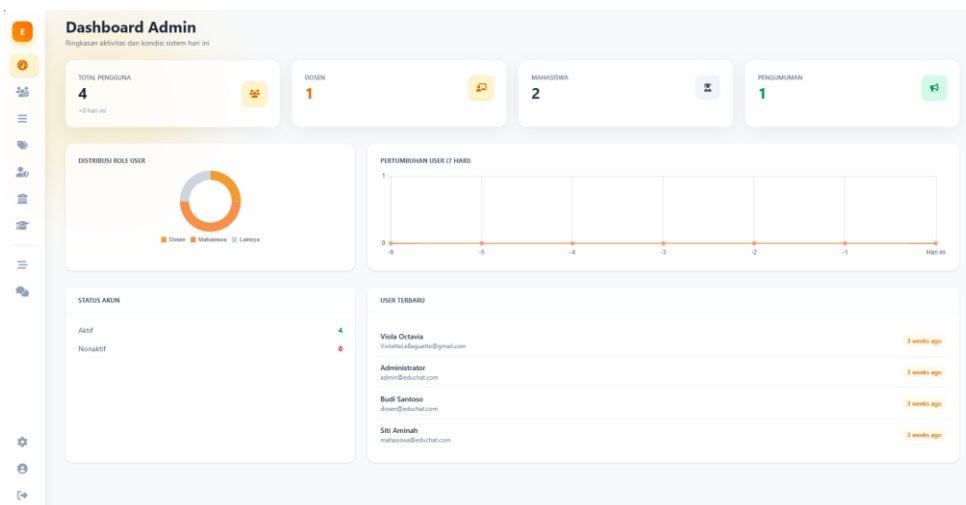 E
Dashboard Admin
Ringkasan aktivitas dan kondisi sistem hari ini
TOTAL PENGGUNA
4
+0 hari ini
DOSEN
1
MAHASISWA
2
PENGUMUMAN
1
DISTRIBUSI ROLE USER
Dosen
Mahasiswa
Lainnya
PERTUMBUHAN USER (7 HARI)
1
0
-6 -5 -4 -3 -2 -1 Hari ini
STATUS AKUN
Aktif 4
Nonaktif 0
USER TERBARU
Viola Octavia
VioletteLeBaguette@gmail.com
3 weeks ago
Administrator
admin@educhat.com
3 weeks ago
Budi Santoso
dosen@educhat.com
3 weeks ago
Siti Aminah
mahasiswa@educhat.com
3 weeks ago